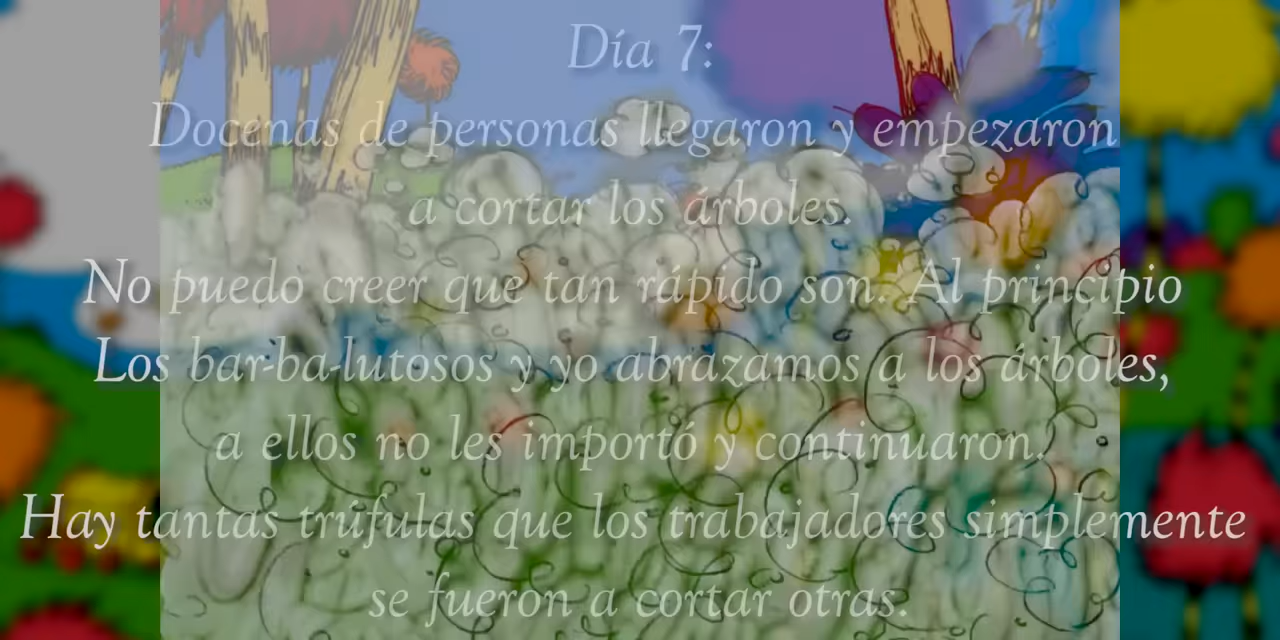 Día 7:
Docenas de personas llegaron y empezaron
a cortar los árboles.
No puedo creer que tan rápido son. Al principio
Los bar-ba-lutosos y yo abrazamos a los árboles,
a ellos no les importó y continuaron.
Hay tantas trúfulas que los trabajadores simplemente
se fueron a cortar otras.